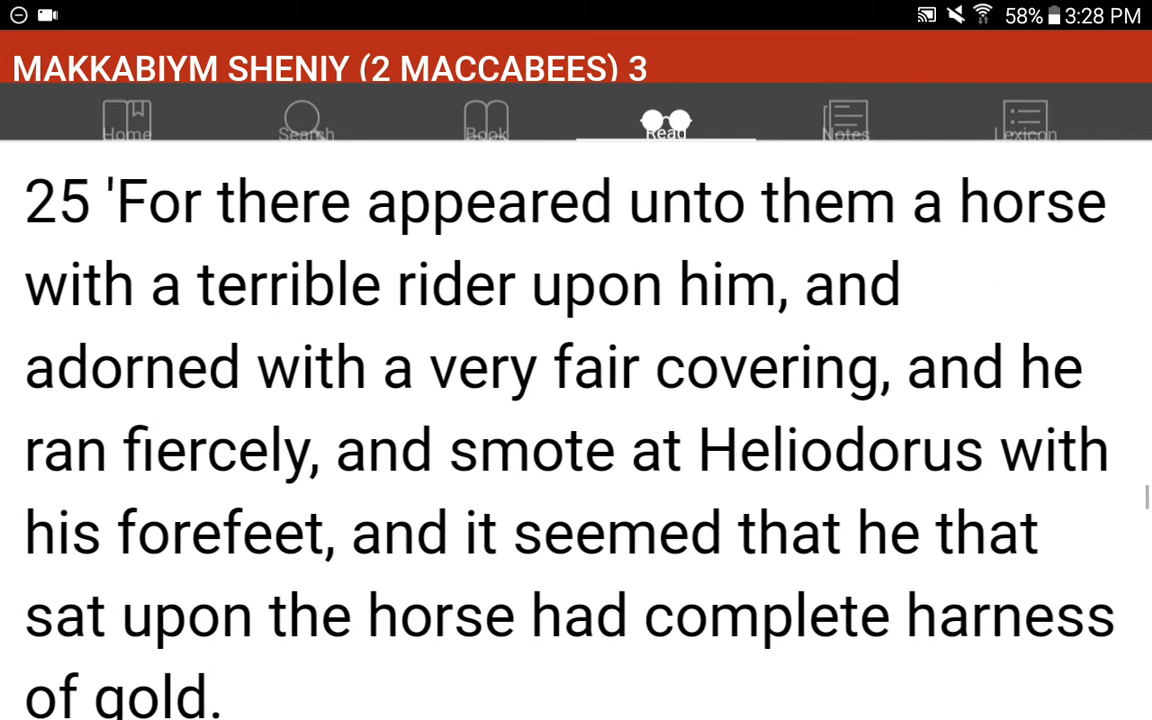 58% 3:28 PM
MAKKABIYM SHENIY (2 MACCABEES) 3
Home Search Book Read Notes Lexicon
25 'For there appeared unto them a horse
with a terrible rider upon him, and
adorned with a very fair covering, and he
ran fiercely, and smote at Heliodorus with
his forefeet, and it seemed that he that
sat upon the horse had complete harness
of gold.